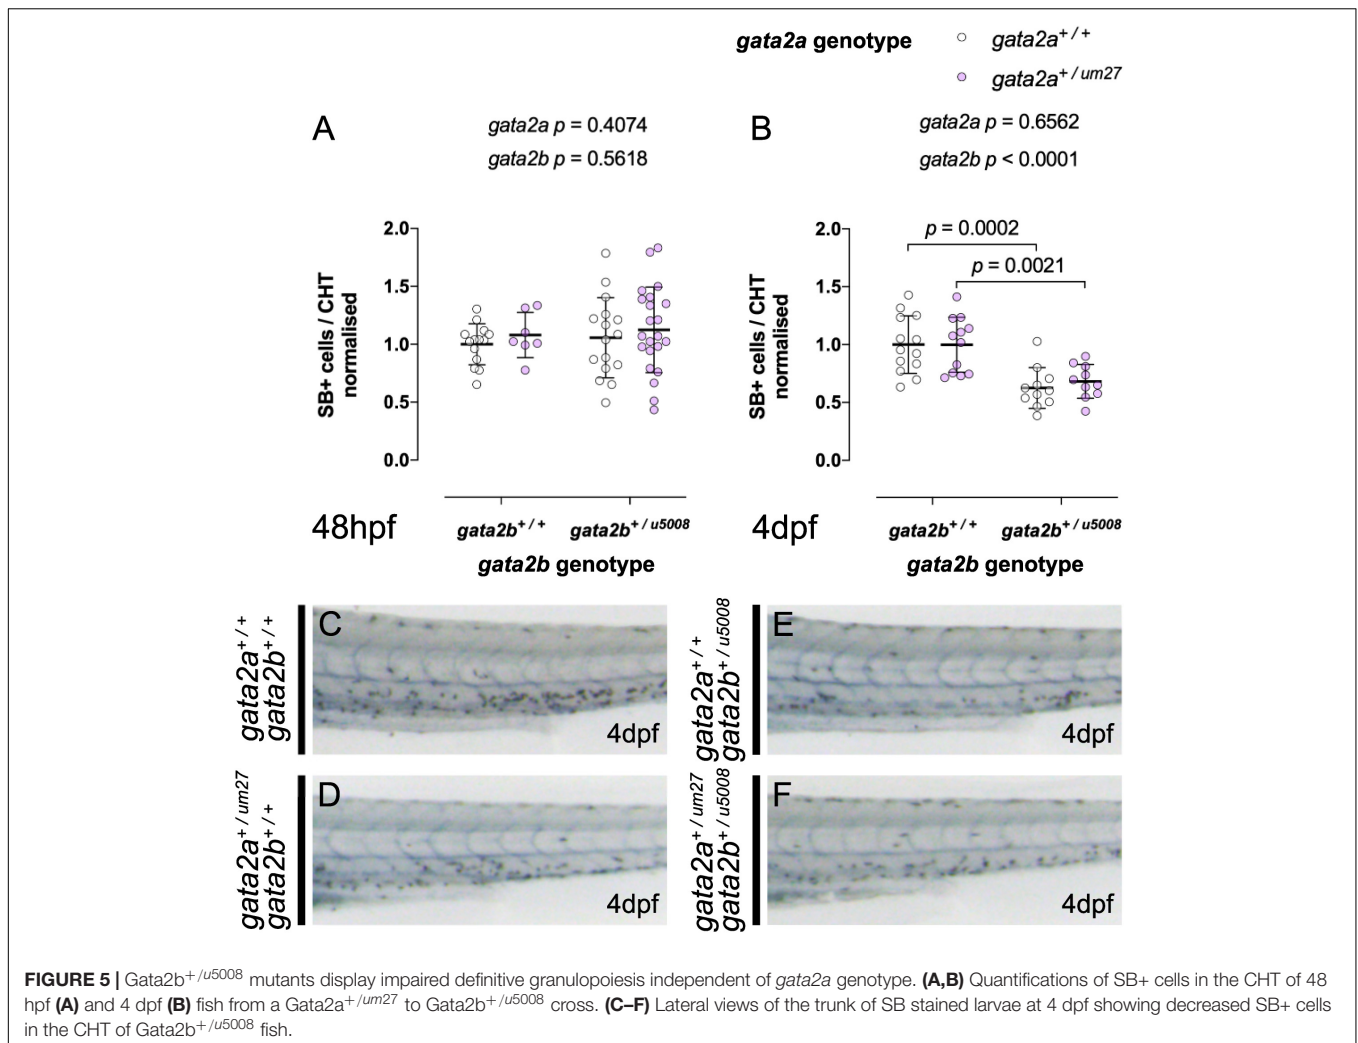 gata2a genotype
gata2a+/+
gata2a+/um27
A
gata2a p = 0.4074
gata2b p = 0.5618
2.0
1.5
1.0
0.5
0.0
SB+ cells / CHT
normalised
48hpf
gata2b+/+
gata2b+/u5008
gata2b genotype
B
gata2a p = 0.6562
gata2b p < 0.0001
p = 0.0002
p = 0.0021
2.0
1.5
1.0
0.5
0.0
SB+ cells / CHT
normalised
4dpf
gata2b+/+
gata2b+/u5008
gata2b genotype
gata2a+/+
gata2b+/+
C
4dpf
gata2a+/+
gata2b+/u5008
E
4dpf
gata2a+/um27
gata2b+/+
D
4dpf
gata2a+/um27
gata2b+/u5008
F
4dpf
FIGURE 5 | Gata2b+/u5008 mutants display impaired definitive granulopoiesis independent of gata2a genotype. (A,B) Quantifications of SB+ cells in the CHT of 48
hpf (A) and 4 dpf (B) fish from a Gata2a+/um27 to Gata2b+/u5008 cross. (C–F) Lateral views of the trunk of SB stained larvae at 4 dpf showing decreased SB+ cells
in the CHT of Gata2b+/u5008 fish.